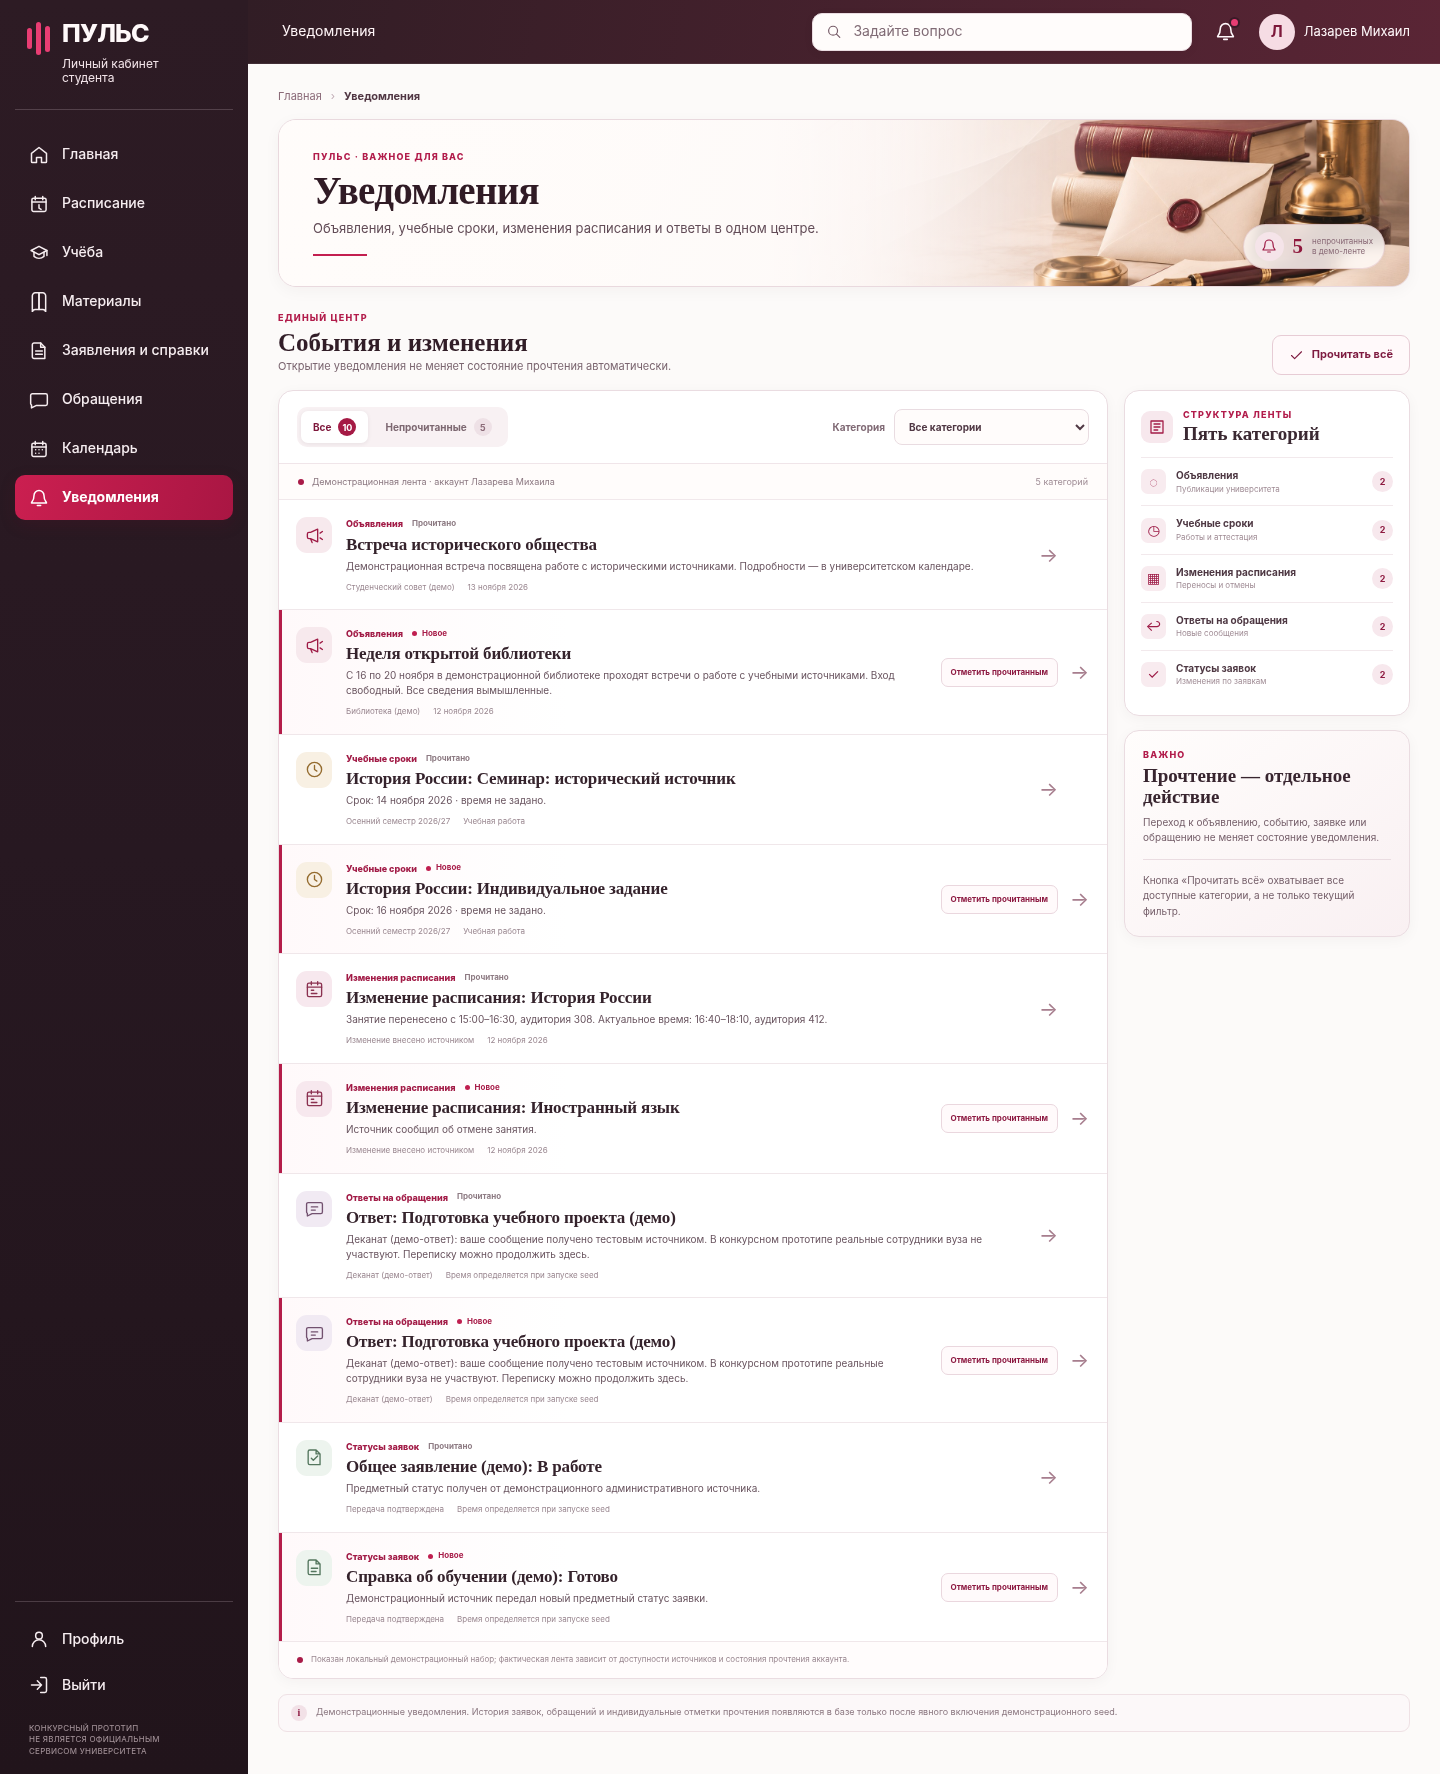 ПУЛЬС
Личный кабинет
студента
Главная
Расписание
Учёба
Материалы
Заявления и справки
Обращения
Календарь
Уведомления
Профиль
Выйти
КОНКУРСНЫЙ ПРОТОТИП
НЕ ЯВЛЯЕТСЯ ОФИЦИАЛЬНЫМ
СЕРВИСОМ УНИВЕРСИТЕТА
Уведомления
Задайте вопрос
Л
Лазарев Михаил
Главная › Уведомления
ПУЛЬС · ВАЖНОЕ ДЛЯ ВАС
Уведомления
Объявления, учебные сроки, изменения расписания и ответы в одном центре.
5
непрочитанных
в демо-ленте
ЕДИНЫЙ ЦЕНТР
События и изменения
Открытие уведомления не меняет состояние прочтения автоматически.
Прочитать всё
Все 10
Непрочитанные 5
Категория
Все категории
Демонстрационная лента · аккаунт Лазарева Михаила
5 категорий
Объявления Прочитано
Встреча исторического общества
Демонстрационная встреча посвящена работе с историческими источниками. Подробности — в университетском календаре.
Студенческий совет (демо) 13 ноября 2026
Объявления Новое
Неделя открытой библиотеки
С 16 по 20 ноября в демонстрационной библиотеке проходят встречи о работе с учебными источниками. Вход
свободный. Все сведения вымышленные.
Библиотека (демо) 12 ноября 2026
Отметить прочитанным
Учебные сроки Прочитано
История России: Семинар: исторический источник
Срок: 14 ноября 2026 · время не задано.
Осенний семестр 2026/27 Учебная работа
Учебные сроки Новое
История России: Индивидуальное задание
Срок: 16 ноября 2026 · время не задано.
Осенний семестр 2026/27 Учебная работа
Отметить прочитанным
Изменения расписания Прочитано
Изменение расписания: История России
Занятие перенесено с 15:00–16:30, аудитория 308. Актуальное время: 16:40–18:10, аудитория 412.
Изменение внесено источником 12 ноября 2026
Изменения расписания Новое
Изменение расписания: Иностранный язык
Источник сообщил об отмене занятия.
Изменение внесено источником 12 ноября 2026
Отметить прочитанным
Ответы на обращения Прочитано
Ответ: Подготовка учебного проекта (демо)
Деканат (демо-ответ): ваше сообщение получено тестовым источником. В конкурсном прототипе реальные сотрудники вуза не
участвуют. Переписку можно продолжить здесь.
Деканат (демо-ответ) Время определяется при запуске seed
Ответы на обращения Новое
Ответ: Подготовка учебного проекта (демо)
Деканат (демо-ответ): ваше сообщение получено тестовым источником. В конкурсном прототипе реальные
сотрудники вуза не участвуют. Переписку можно продолжить здесь.
Деканат (демо-ответ) Время определяется при запуске seed
Отметить прочитанным
Статусы заявок Прочитано
Общее заявление (демо): В работе
Предметный статус получен от демонстрационного административного источника.
Передача подтверждена Время определяется при запуске seed
Статусы заявок Новое
Справка об обучении (демо): Готово
Демонстрационный источник передал новый предметный статус заявки.
Передача подтверждена Время определяется при запуске seed
Отметить прочитанным
Показан локальный демонстрационный набор; фактическая лента зависит от доступности источников и состояния прочтения аккаунта.
СТРУКТУРА ЛЕНТЫ
Пять категорий
Объявления
Публикации университета
2
Учебные сроки
Работы и аттестация
2
Изменения расписания
Переносы и отмены
2
Ответы на обращения
Новые сообщения
2
Статусы заявок
Изменения по заявкам
2
ВАЖНО
Прочтение — отдельное
действие
Переход к объявлению, событию, заявке или
обращению не меняет состояние уведомления.
Кнопка «Прочитать всё» охватывает все
доступные категории, а не только текущий
фильтр.
i
Демонстрационные уведомления. История заявок, обращений и индивидуальные отметки прочтения появляются в базе только после явного включения демонстрационного seed.